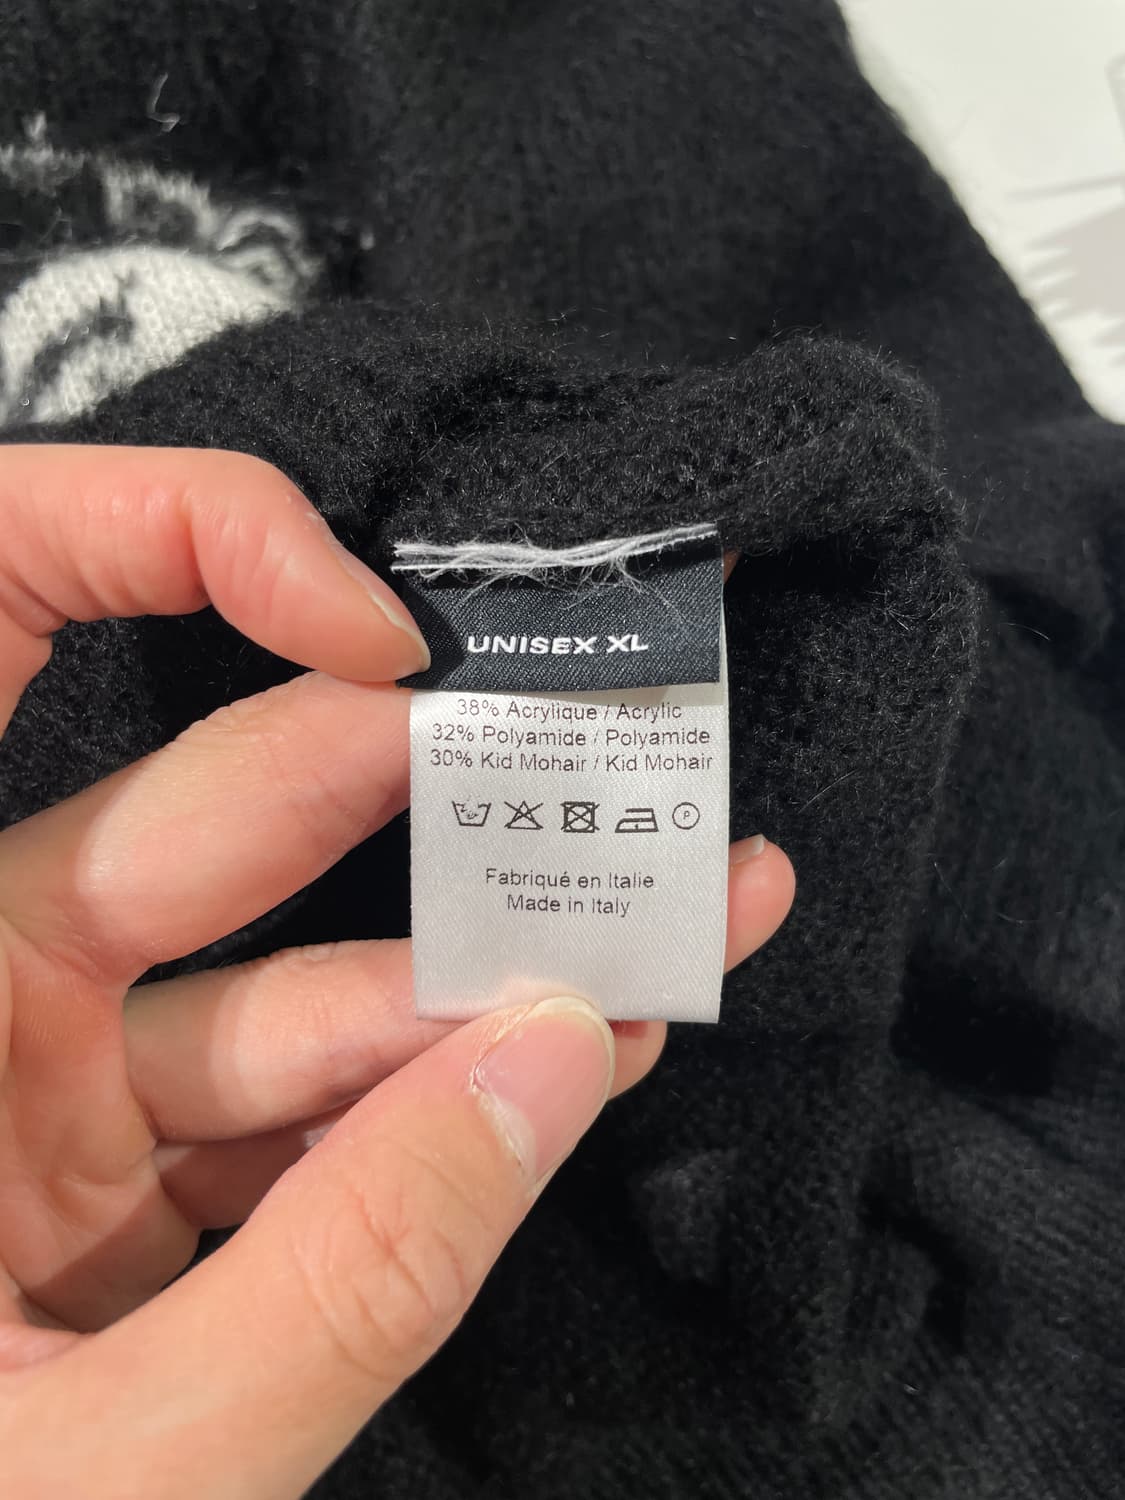 UNISEX XL
38% Acrylique / Acrylic
32% Polyamide / Polyamide
30% Kid Mohair / Kid Mohair
P
Fabriqué en Italie
Made in Italy